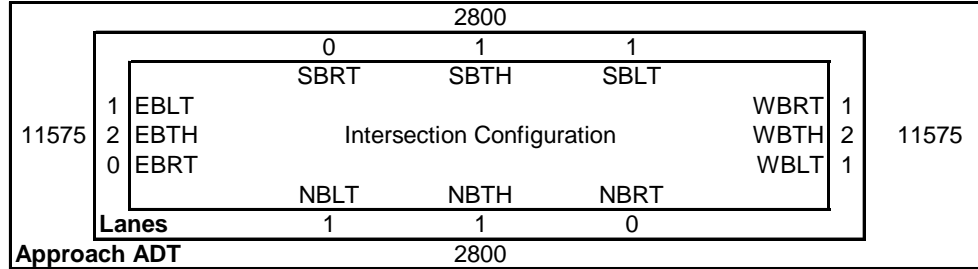 2800
0 1 1
SBRT SBTH SBLT
1 EBLT WBRT 1
11575 2 EBTH Intersection Configuration WBTH 2 11575
0 EBRT WBLT 1
NBLT NBTH NBRT
Lanes 1 1 0
Approach ADT 2800